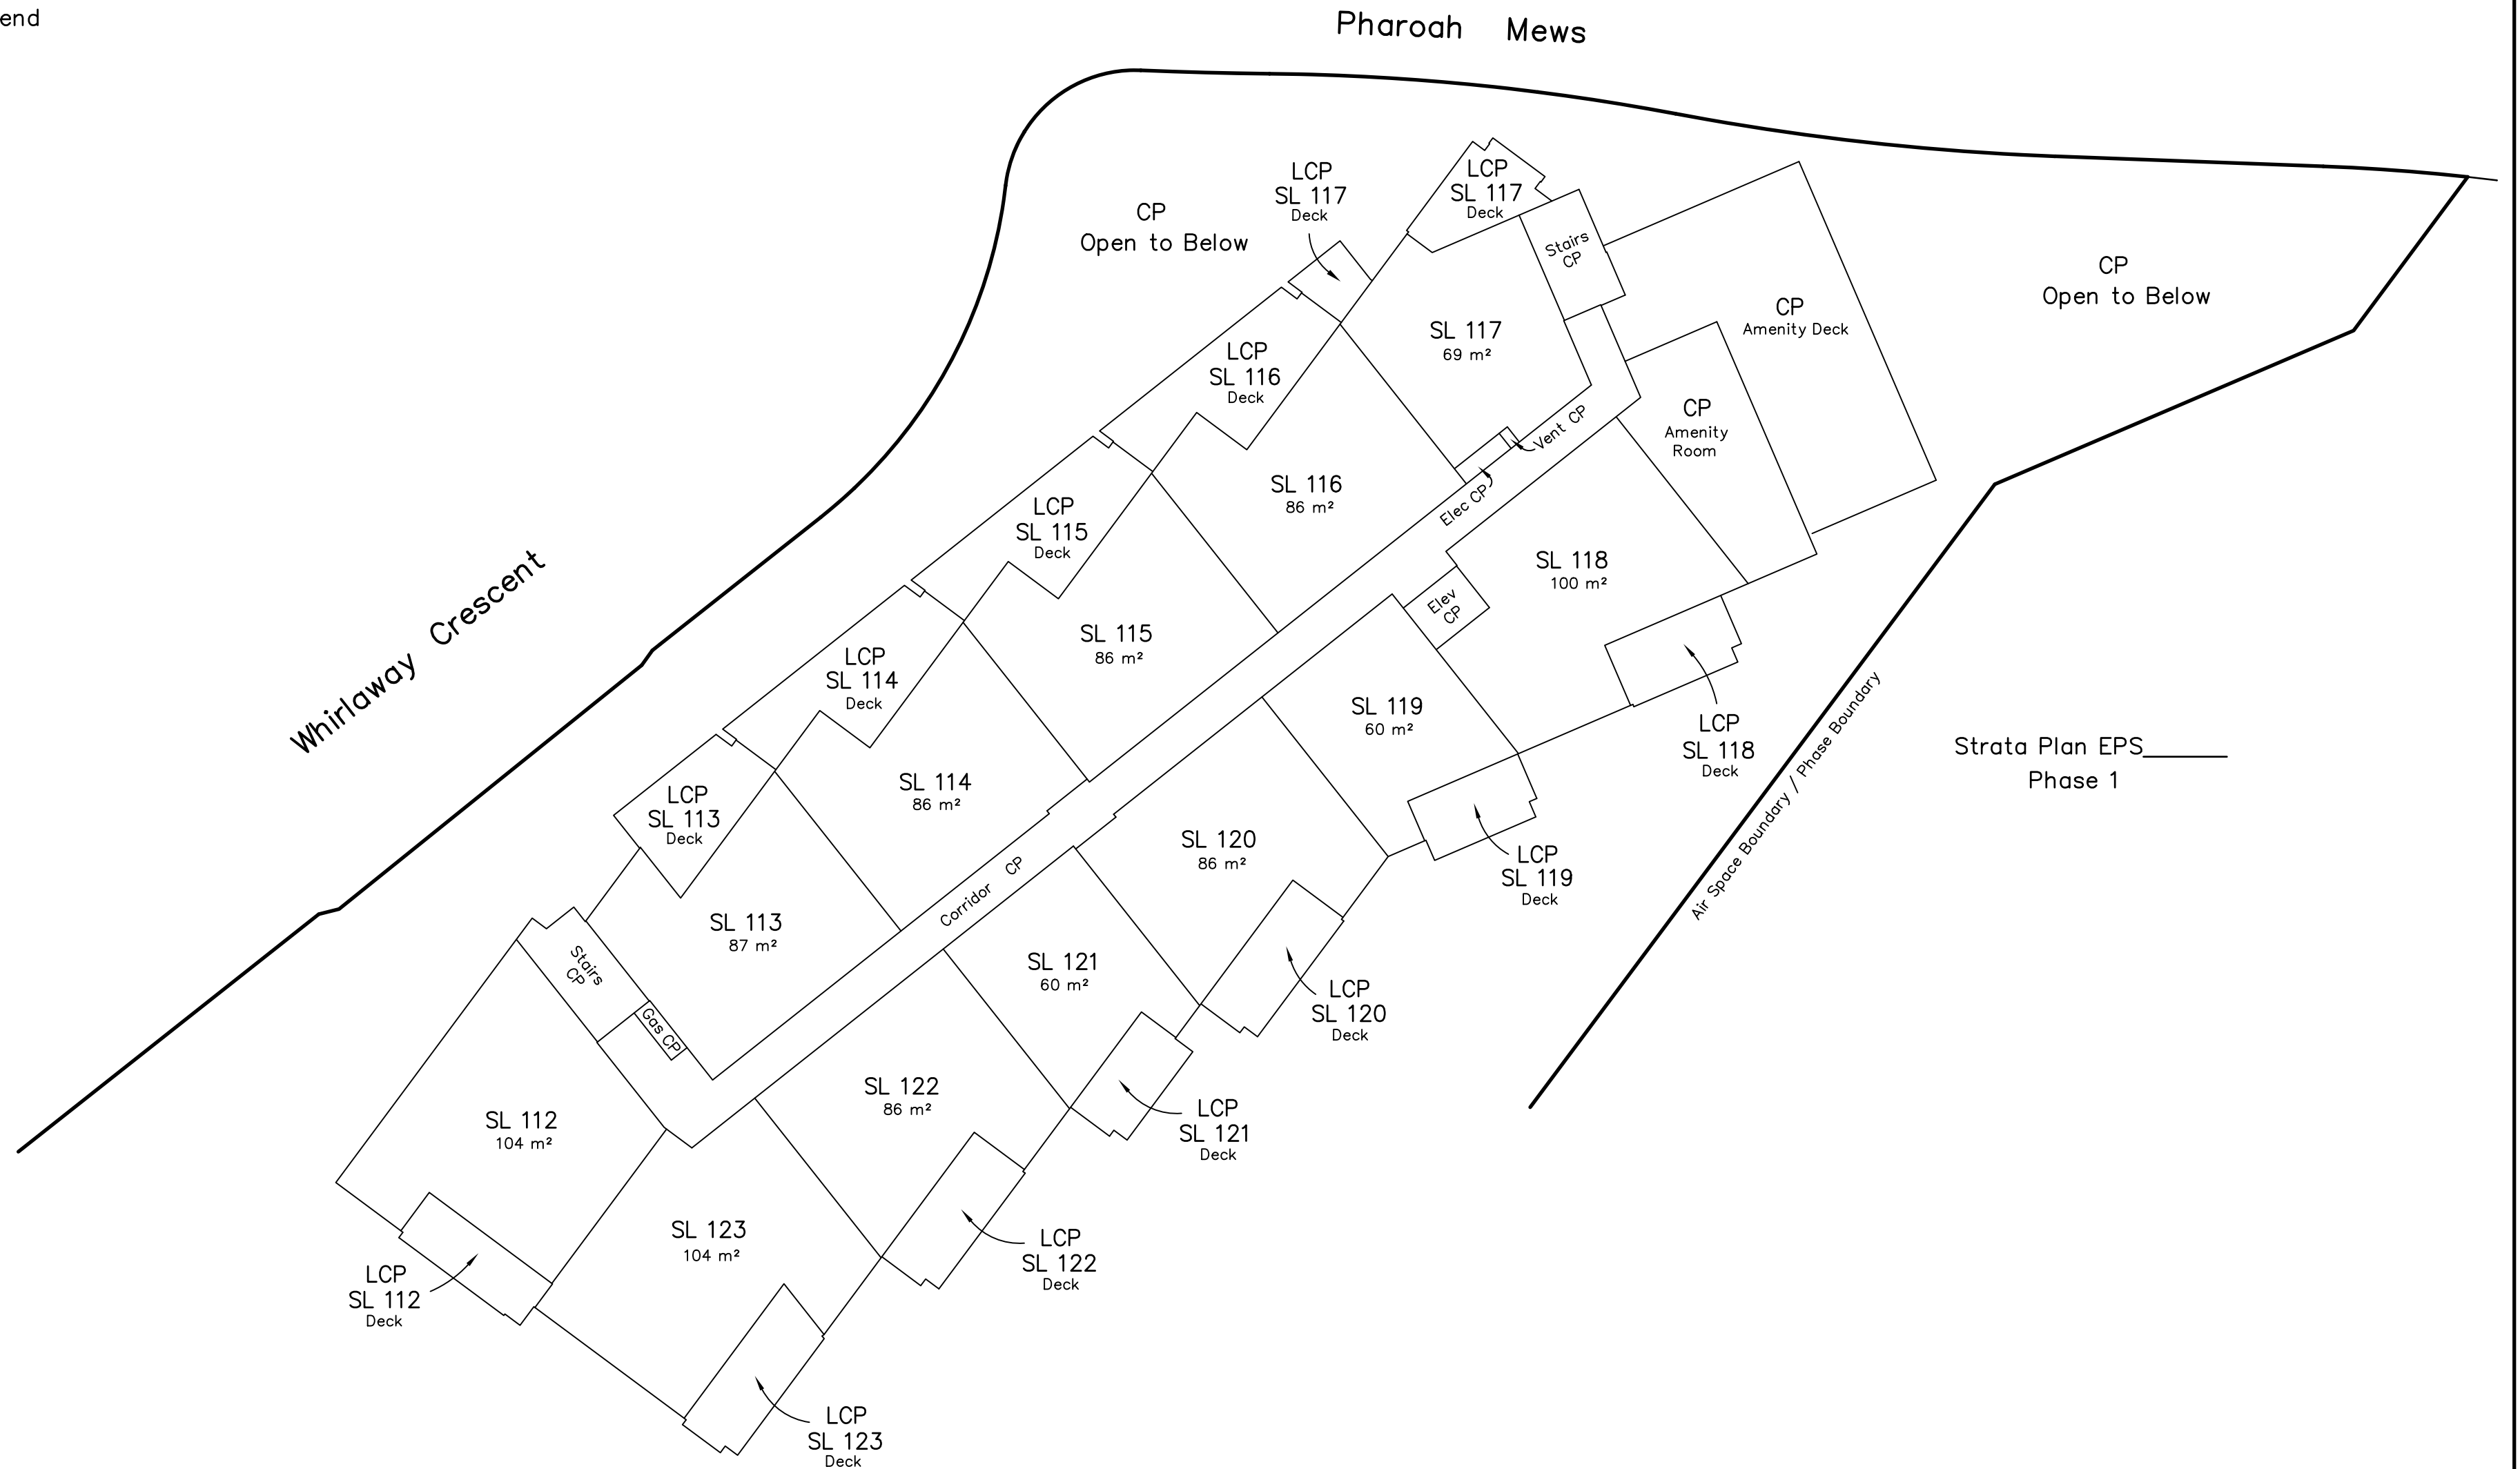 end
Pharoah Mews
LCP
SL 117
Deck
LCP
SL 117
Deck
CP
Open to Below
Stairs
CP
CP
Open to Below
CP
Amenity Deck
SL 117
69 m²
LCP
SL 116
Deck
CP
Amenity
Room
Vent CP
Elec CP
SL 116
86 m²
LCP
SL 115
Deck
SL 118
100 m²
Elev
CP
Whirlaway Crescent
SL 115
86 m²
LCP
SL 114
Deck
SL 119
60 m²
LCP
SL 118
Deck
Air Space Boundary / Phase Boundary
Strata Plan EPS______
Phase 1
SL 114
86 m²
LCP
SL 113
Deck
SL 120
86 m²
LCP
SL 119
Deck
Corridor CP
SL 113
87 m²
Stairs
CP
Gas CP
SL 121
60 m²
LCP
SL 120
Deck
SL 122
86 m²
SL 112
104 m²
LCP
SL 121
Deck
SL 123
104 m²
LCP
SL 122
Deck
LCP
SL 112
Deck
LCP
SL 123
Deck